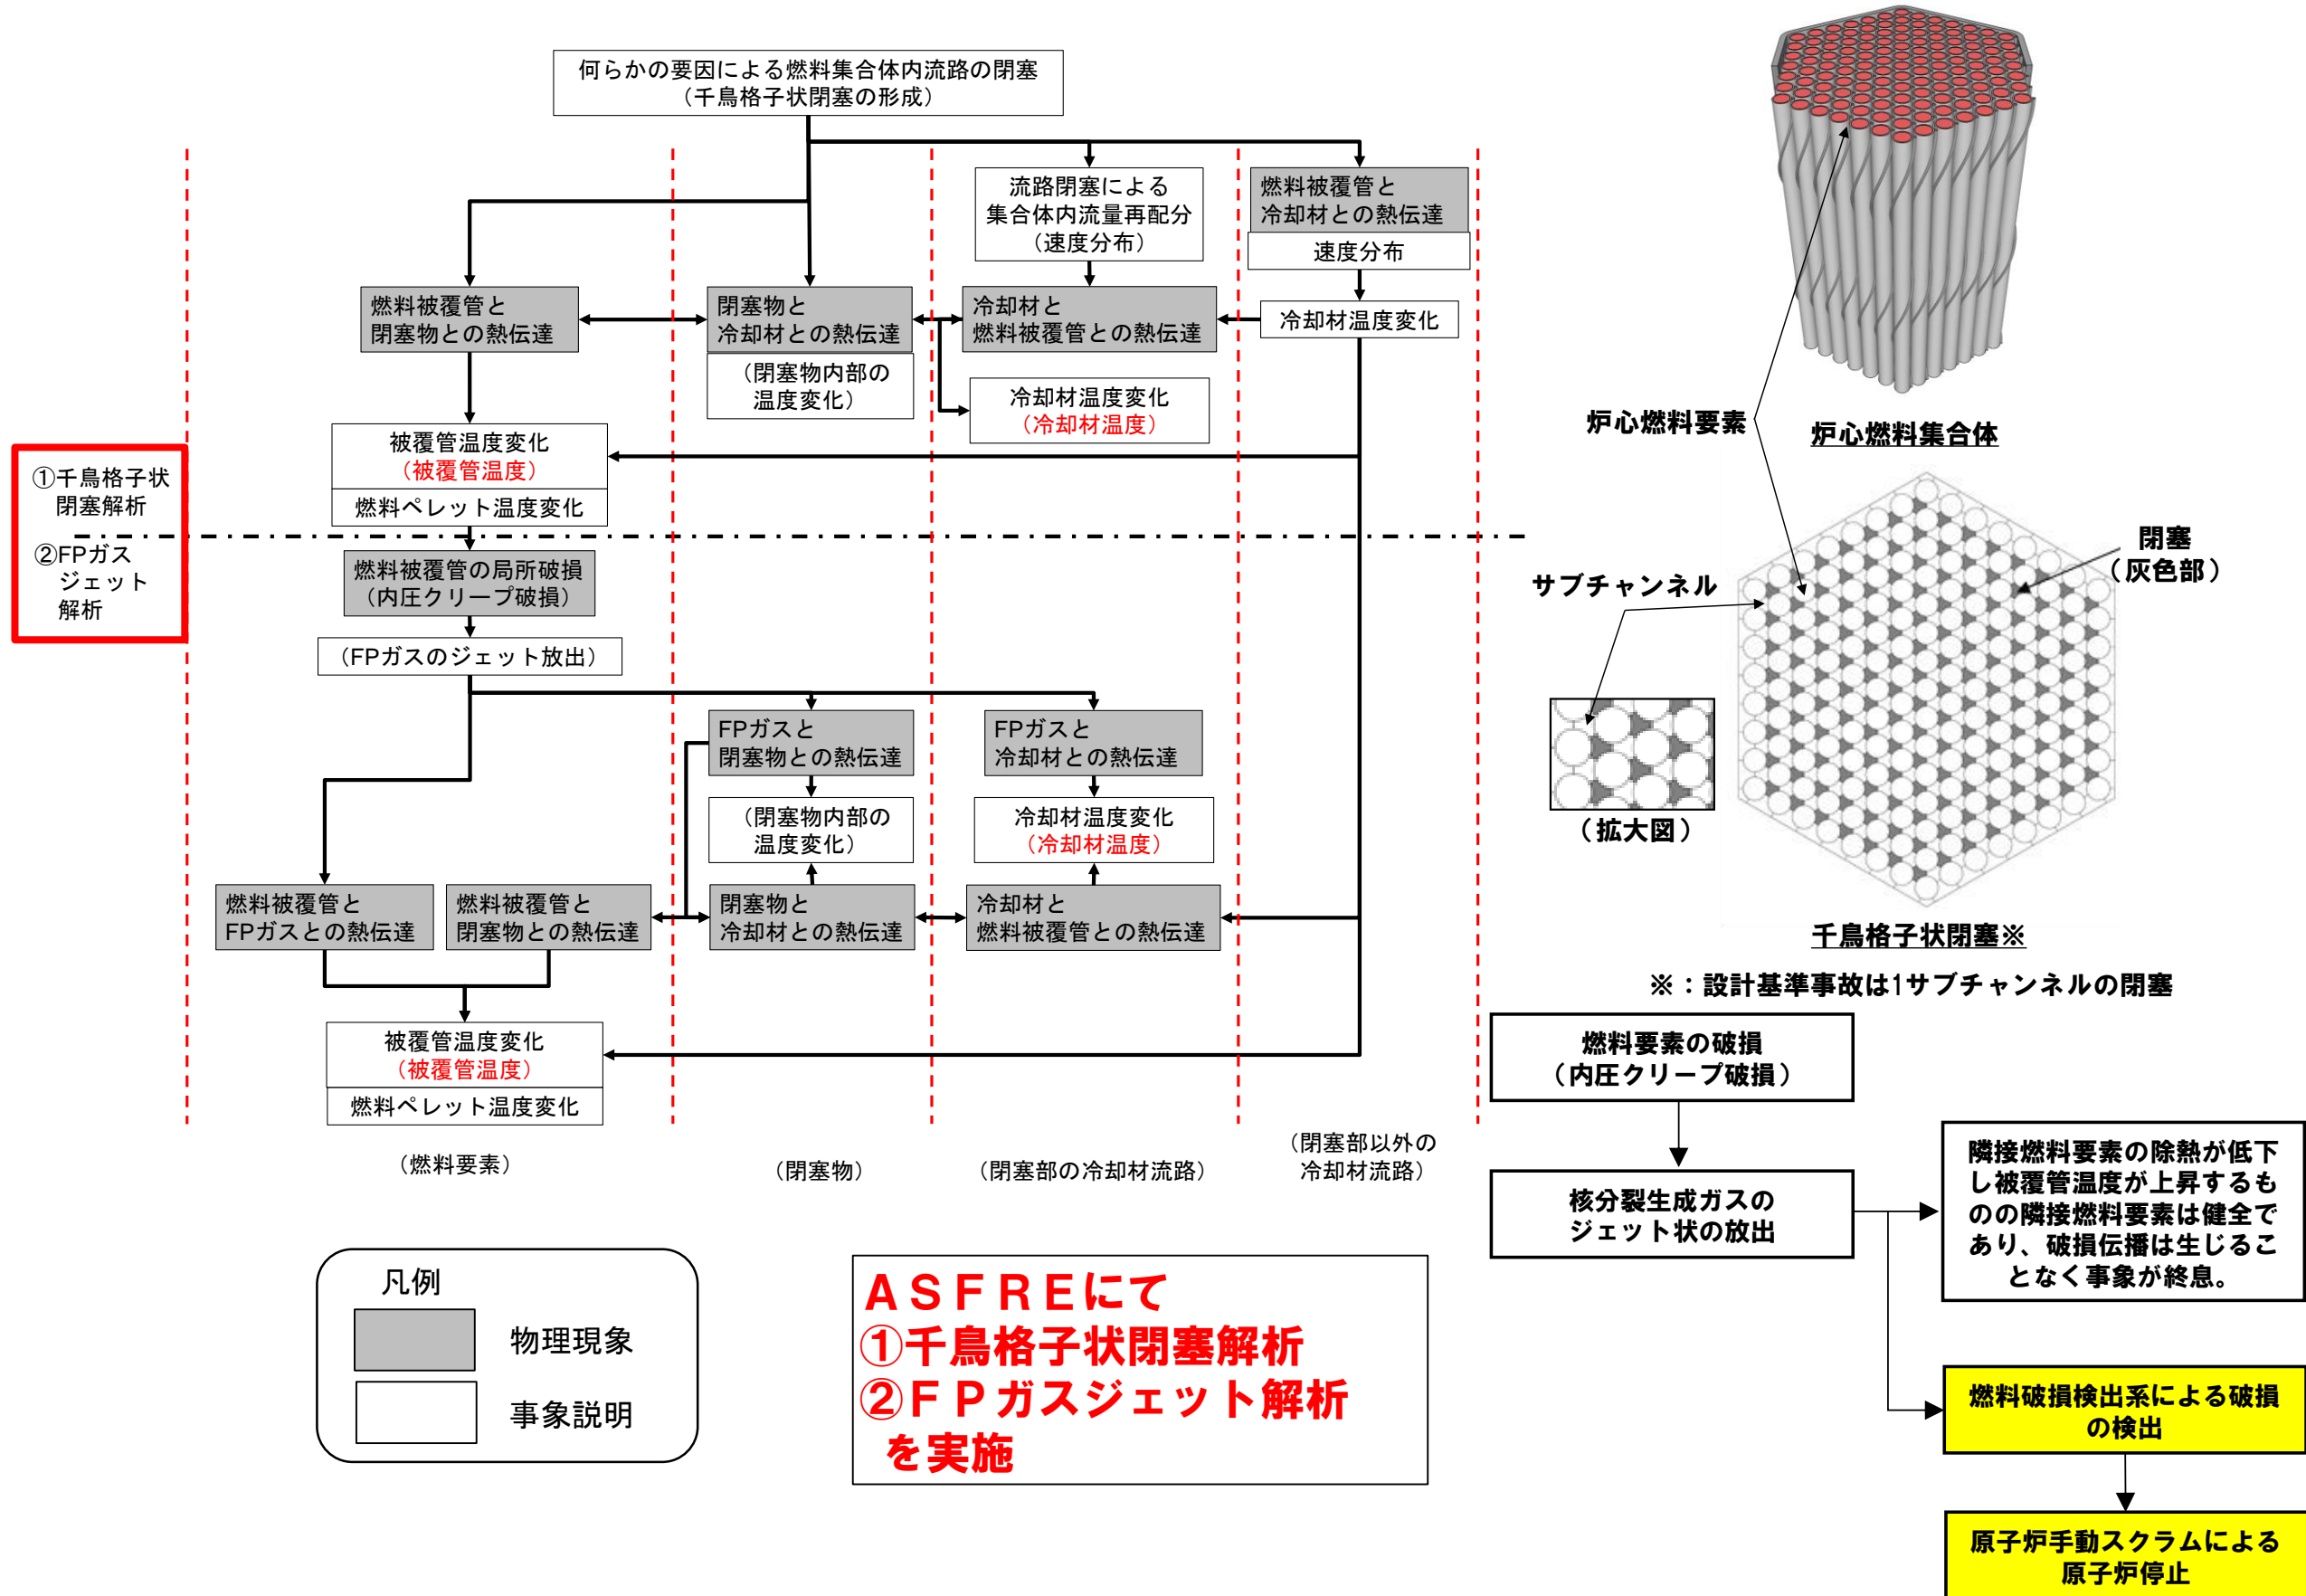 何らかの要因による燃料集合体内流路の閉塞
（千鳥格子状閉塞の形成）
流路閉塞による
集合体内流量再配分
（速度分布）
燃料被覆管と
冷却材との熱伝達
速度分布
燃料被覆管と
閉塞物との熱伝達
閉塞物と
冷却材との熱伝達
（閉塞物内部の
温度変化）
冷却材と
燃料被覆管との熱伝達
冷却材温度変化
冷却材温度変化
（冷却材温度）
被覆管温度変化
（被覆管温度）
燃料ペレット温度変化
①千鳥格子状
閉塞解析
②FPガス
ジェット
解析
燃料被覆管の局所破損
（内圧クリープ破損）
（FPガスのジェット放出）
FPガスと
閉塞物との熱伝達
FPガスと
冷却材との熱伝達
（閉塞物内部の
温度変化）
冷却材温度変化
（冷却材温度）
燃料被覆管と
FPガスとの熱伝達
燃料被覆管と
閉塞物との熱伝達
閉塞物と
冷却材との熱伝達
冷却材と
燃料被覆管との熱伝達
被覆管温度変化
（被覆管温度）
燃料ペレット温度変化
（燃料要素）
（閉塞物）
（閉塞部の冷却材流路）
（閉塞部以外の
冷却材流路）
凡例
物理現象
事象説明
ＡＳＦＲＥにて
①千鳥格子状閉塞解析
②ＦＰガスジェット解析
を実施
炉心燃料要素
炉心燃料集合体
閉塞
（灰色部）
サブチャンネル
（拡大図）
千鳥格子状閉塞※
※：設計基準事故は1サブチャンネルの閉塞
燃料要素の破損
（内圧クリープ破損）
核分裂生成ガスの
ジェット状の放出
隣接燃料要素の除熱が低下
し被覆管温度が上昇するも
のの隣接燃料要素は健全で
あり、破損伝播は生じるこ
となく事象が終息。
燃料破損検出系による破損
の検出
原子炉手動スクラムによる
原子炉停止